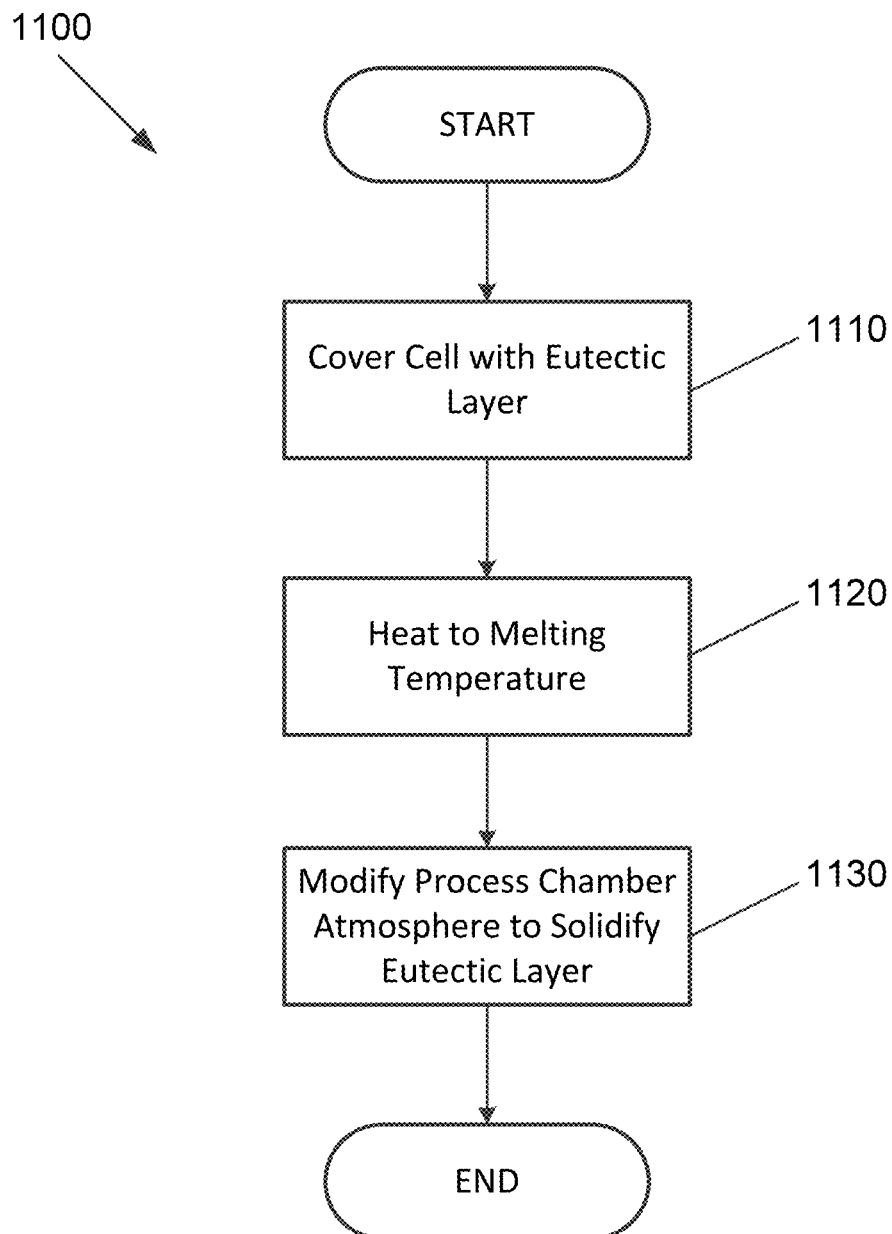 1100
START
Cover Cell with Eutectic
Layer
1110
Heat to Melting
Temperature
1120
Modify Process Chamber
Atmosphere to Solidify
Eutectic Layer
1130
END